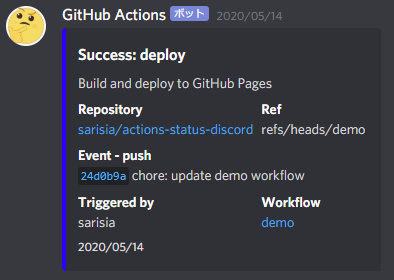 GitHub Actions ボット 2020/05/14
Success: deploy
Build and deploy to GitHub Pages
Repository Ref
sarisia/actions-status-discord refs/heads/demo
Event - push
24d0b9a chore: update demo workflow
Triggered by Workflow
sarisia demo
2020/05/14